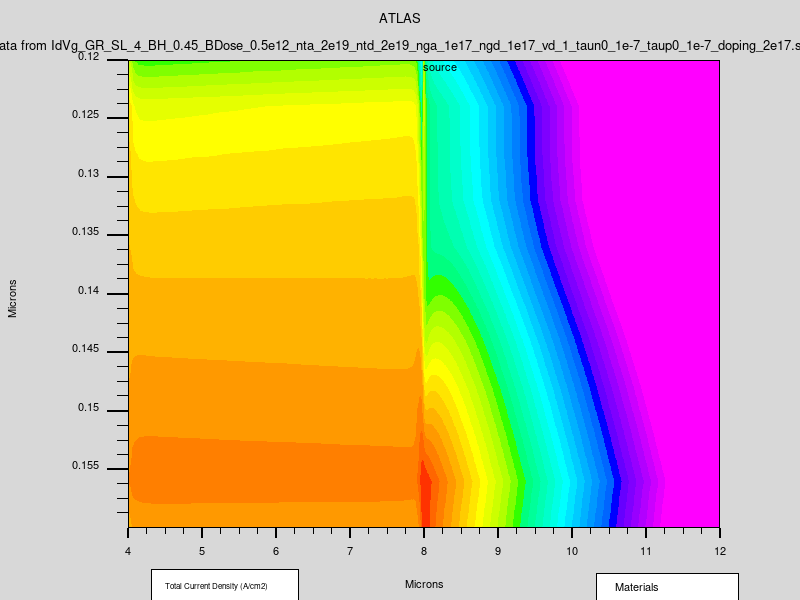 ATLAS
ata from IdVg_GR_SL_4_BH_0.45_BDose_0.5e12_nta_2e19_ntd_2e19_nga_1e17_ngd_1e17_vd_1_taun0_1e-7_taup0_1e-7_doping_2e17.s
source
0.12
0.125
0.13
0.135
0.14
0.145
0.15
0.155
Microns
4 5 6 7 8 9 10 11 12
Microns
Total Current Density (A/cm2)
Materials